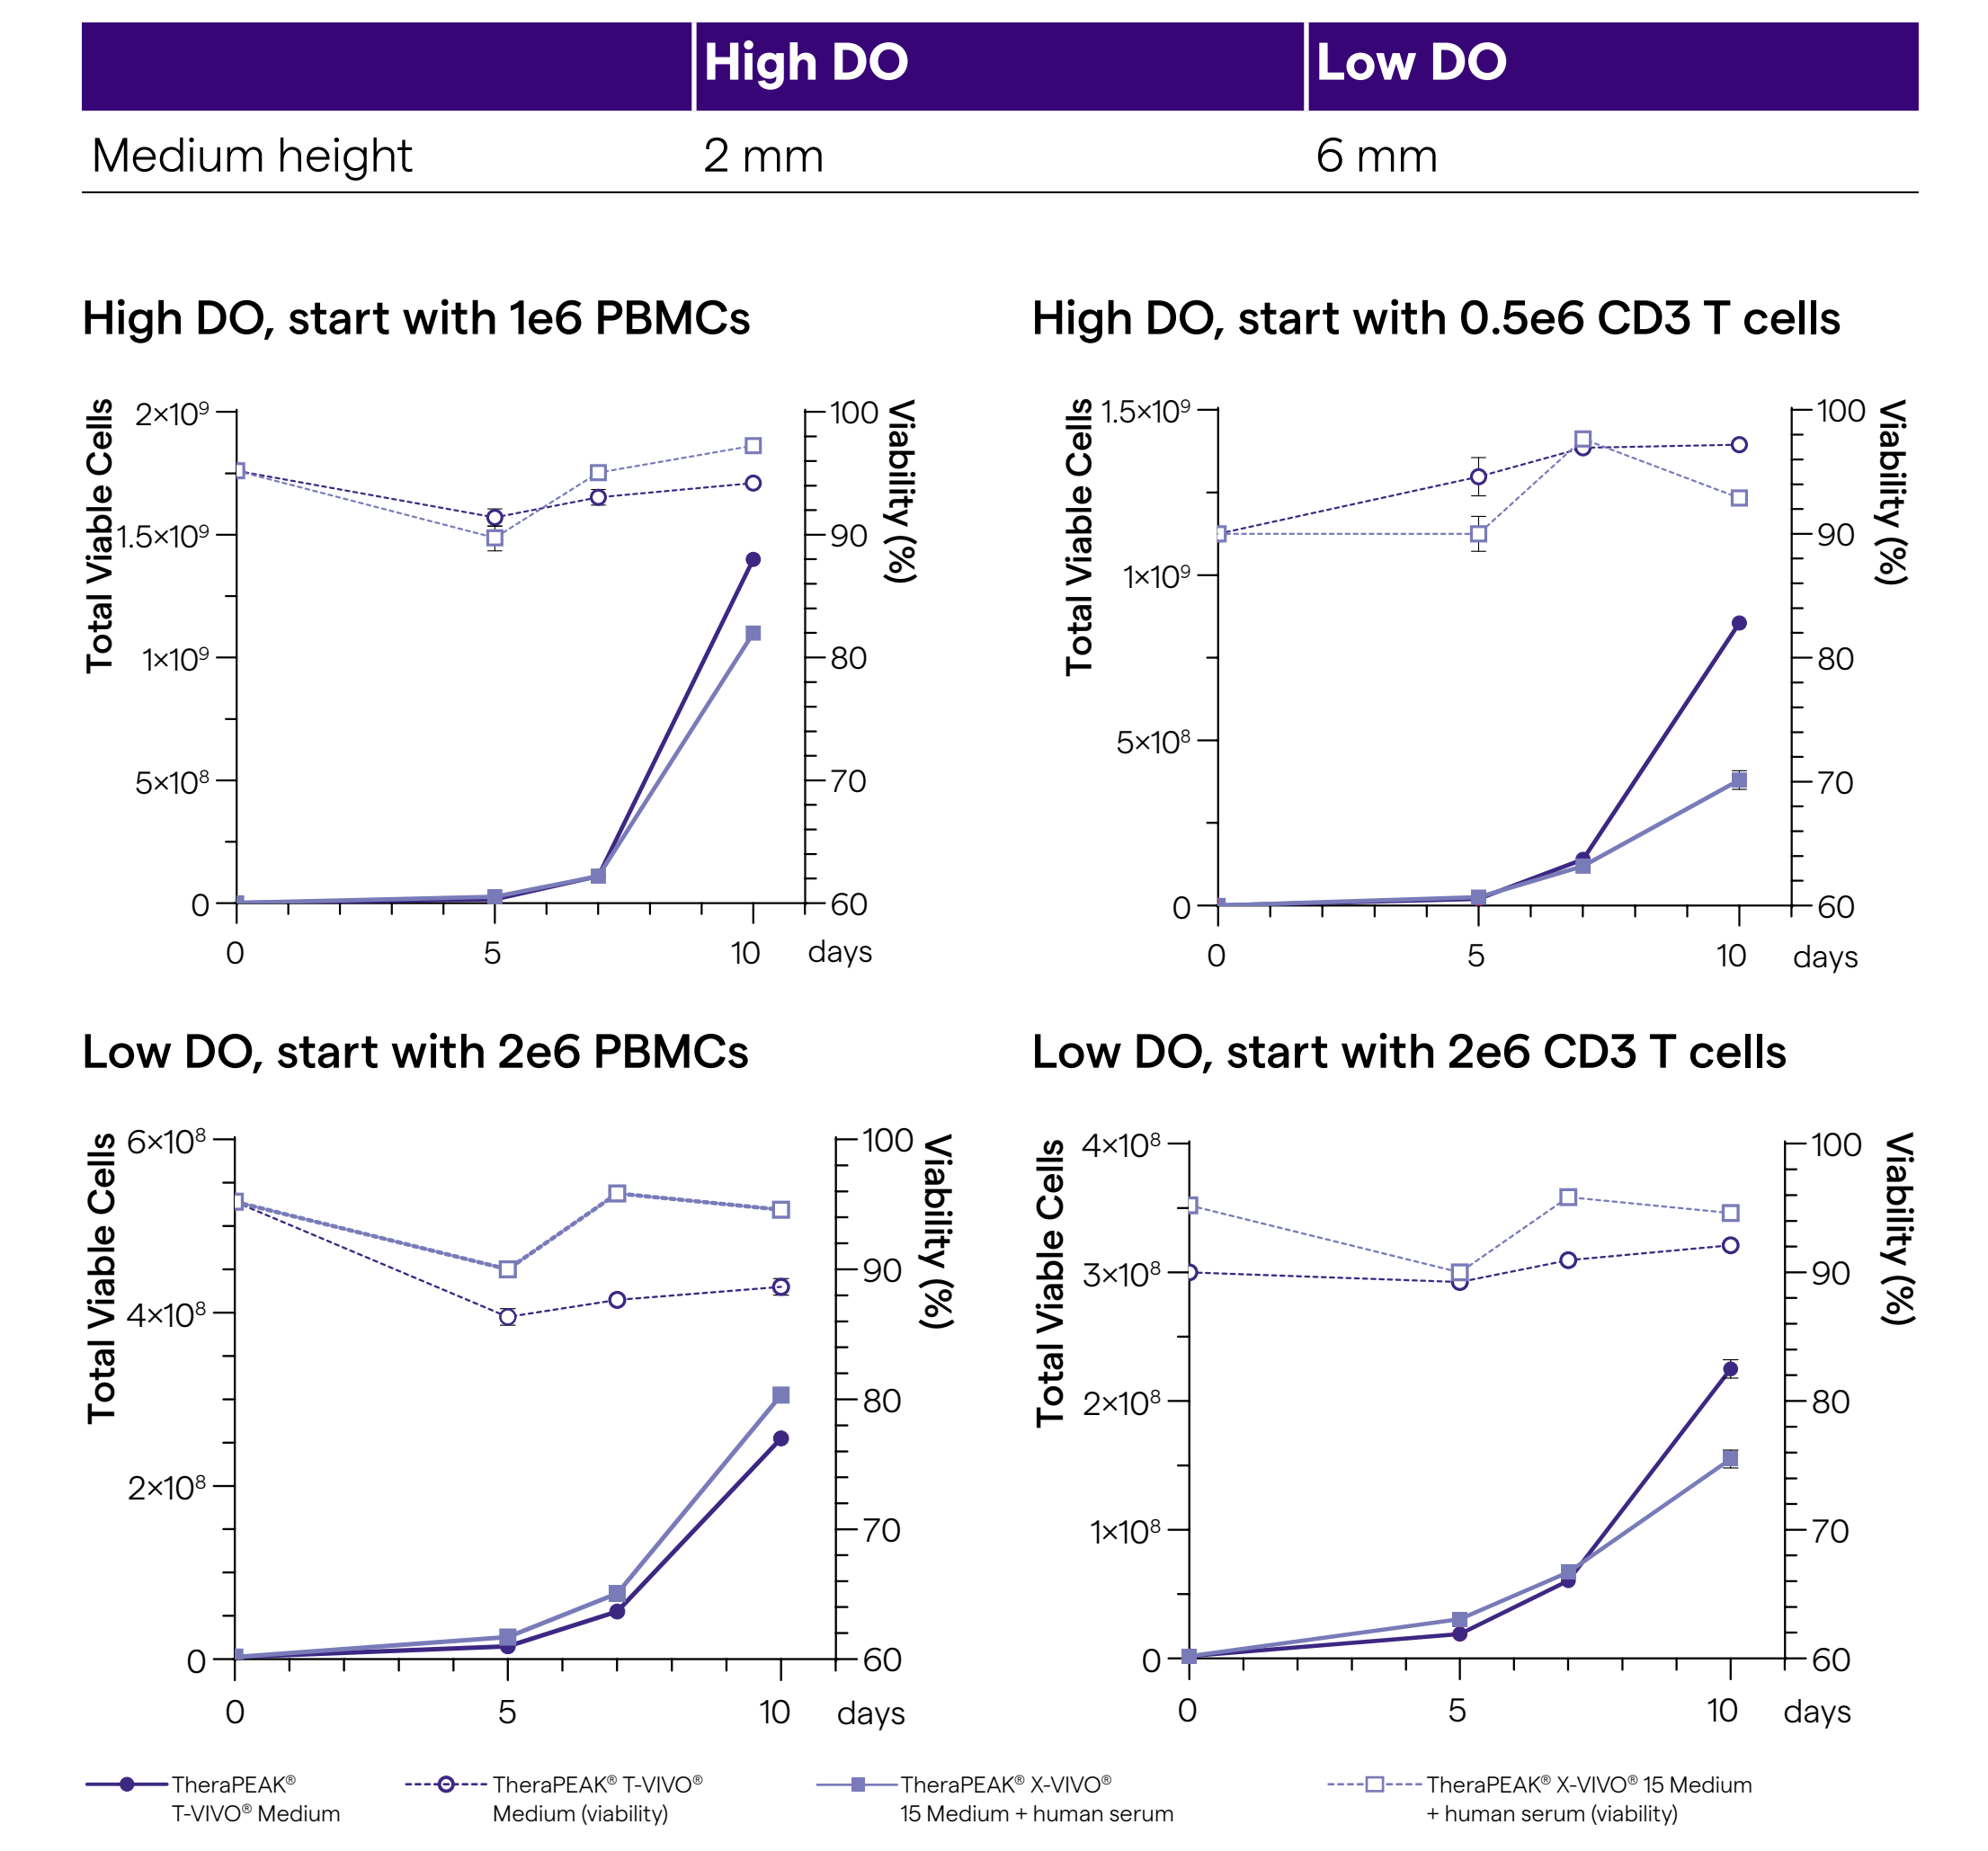 High DO
Low DO
Medium height
2 mm
6 mm
High DO, start with 1e6 PBMCs
Total Viable Cells
2×10⁹
1.5×10⁹
1×10⁹
5×10⁸
0
100
90
80
70
60
Viability (%)
0
5
10
days
High DO, start with 0.5e6 CD3 T cells
Total Viable Cells
1.5×10⁹
1×10⁹
5×10⁸
0
100
90
80
70
60
Viability (%)
0
5
10
days
Low DO, start with 2e6 PBMCs
Total Viable Cells
6×10⁸
4×10⁸
2×10⁸
0
100
90
80
70
60
Viability (%)
0
5
10
days
Low DO, start with 2e6 CD3 T cells
Total Viable Cells
4×10⁸
3×10⁸
2×10⁸
1×10⁸
0
100
90
80
70
60
Viability (%)
0
5
10
days
TheraPEAK®
T-VIVO® Medium
TheraPEAK® T-VIVO®
Medium (viability)
TheraPEAK® X-VIVO®
15 Medium + human serum
TheraPEAK® X-VIVO® 15 Medium
+ human serum (viability)